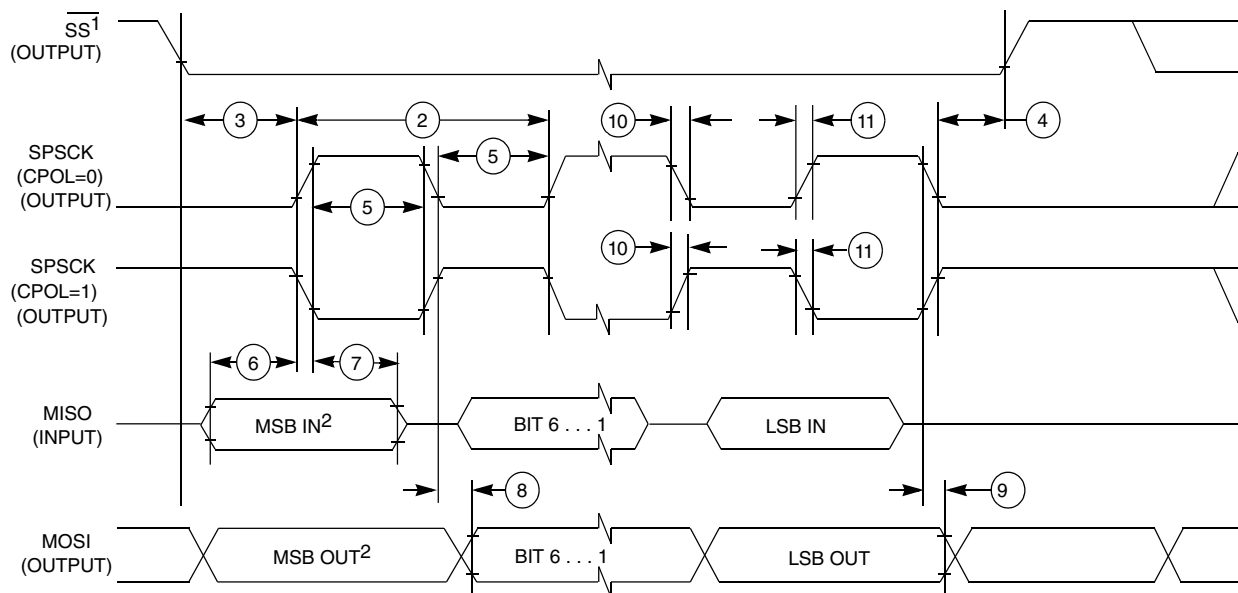 SS1
(OUTPUT)
3
2
10
11
4
SPSCK
(CPOL=0)
(OUTPUT)
5
5
SPSCK
(CPOL=1)
(OUTPUT)
10
11
6
7
MISO
(INPUT)
MSB IN2
BIT 6 . . . 1
LSB IN
8
9
MOSI
(OUTPUT)
MSB OUT2
BIT 6 . . . 1
LSB OUT